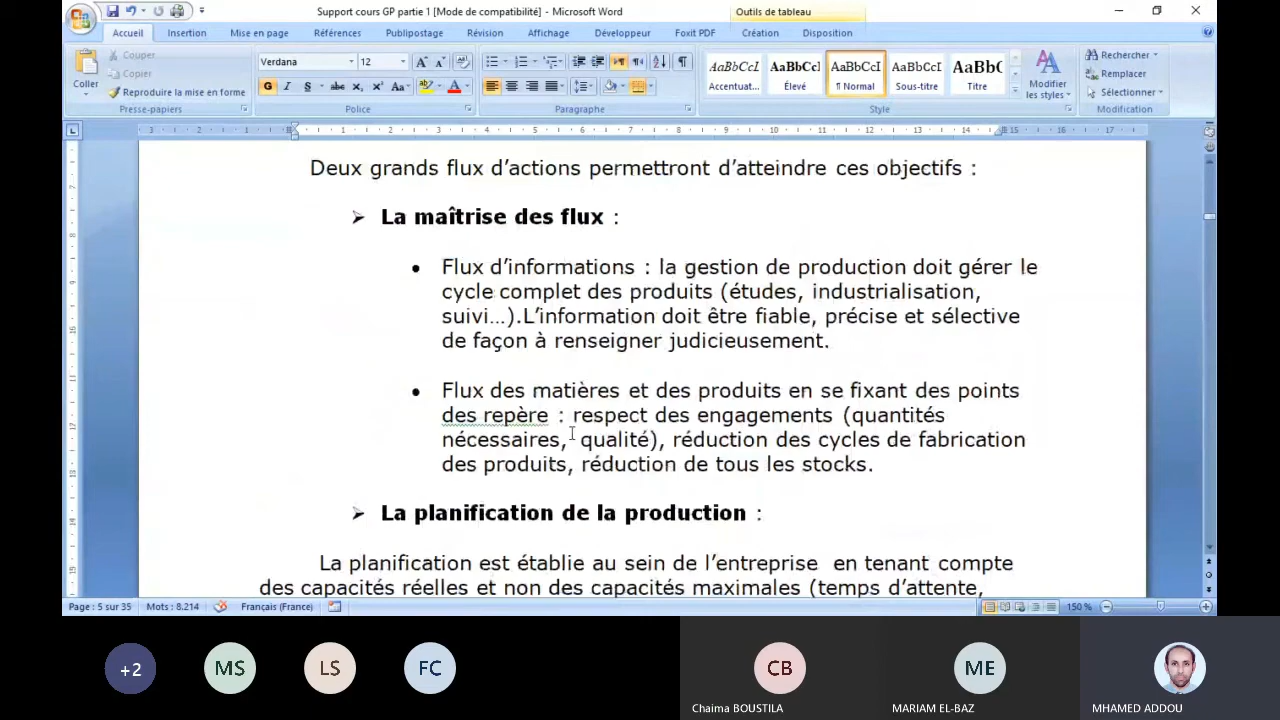 Support cours GP partie 1 [Mode de compatibilité] - Microsoft Word
Outils de tableau
Accueil
Insertion
Mise en page
Références
Publipostage
Révision
Affichage
Développeur
Foxit PDF
Création
Disposition
Coller
Couper
Copier
Reproduire la mise en forme
Presse-papiers
Verdana
12
Police
Paragraphe
AaBbCcI
Accentuat...
AaBbCcI
Élevé
AaBbCcI
¶ Normal
AaBbCcI
Sous-titre
AaBbC
Titre
Modifier
les styles
Style
Rechercher
Remplacer
Sélectionner
Modification
Deux grands flux d’actions permettront d’atteindre ces objectifs :
➢ La maîtrise des flux :
• Flux d’informations : la gestion de production doit gérer le
cycle complet des produits (études, industrialisation,
suivi…).L’information doit être fiable, précise et sélective
de façon à renseigner judicieusement.
• Flux des matières et des produits en se fixant des points
des repère : respect des engagements (quantités
nécessaires, qualité), réduction des cycles de fabrication
des produits, réduction de tous les stocks.
➢ La planification de la production :
La planification est établie au sein de l’entreprise en tenant compte
des capacités réelles et non des capacités maximales (temps d’attente,
Page : 5 sur 35
Mots : 8.214
Français (France)
150 %
+2
MS
LS
FC
CB
Chaima BOUSTILA
ME
MARIAM EL-BAZ
MHAMED ADDOU